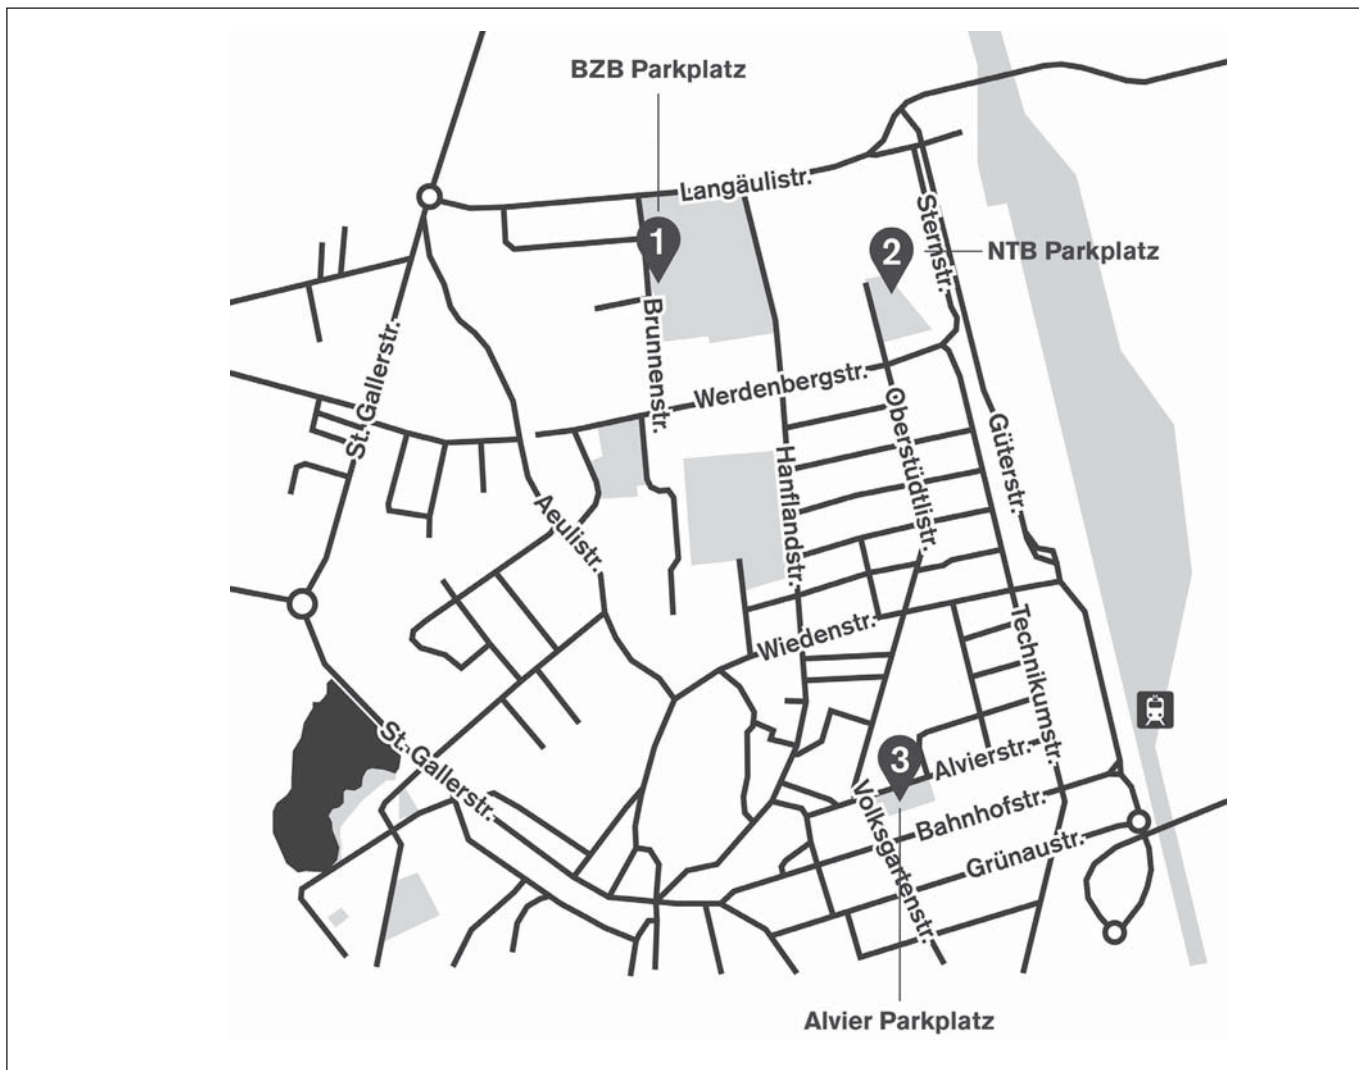 BZB Parkplatz
Langäulistr.
1
2
Sternstr.
NTB Parkplatz
Brunnenstr.
St. Gallerstr.
Werdenbergstr.
Oberstüdtlistr.
Güterstr.
Hanflandstr.
Aeulistr.
Wiedenstr.
Technikumstr.
St. Gallerstr.
3
Alvierstr.
Volksgartenstr.
Bahnhofstr.
Grünaustr.
Alvier Parkplatz